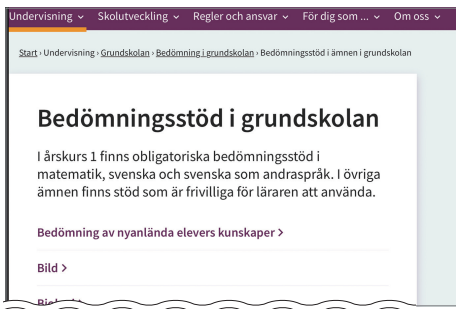 Undervisning Skolutveckling Regler och ansvar För dig som ... Om oss
Start › Undervisning › Grundskolan › Bedömning i grundskolan › Bedömningsstöd i ämnen i grundskolan
Bedömningsstöd i grundskolan
I årskurs 1 finns obligatoriska bedömningsstöd i
matematik, svenska och svenska som andraspråk. I övriga
ämnen finns stöd som är frivilliga för läraren att använda.
Bedömning av nyanlända elevers kunskaper >
Bild >